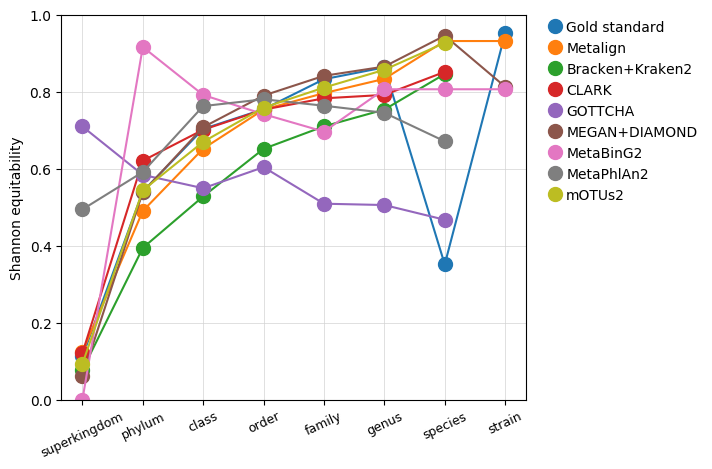 1.0
0.8
0.6
0.4
0.2
0.0
Shannon equitability
superkingdom
phylum
class
order
family
genus
species
strain
Gold standard
Metalign
Bracken+Kraken2
CLARK
GOTTCHA
MEGAN+DIAMOND
MetaBinG2
MetaPhlAn2
mOTUs2